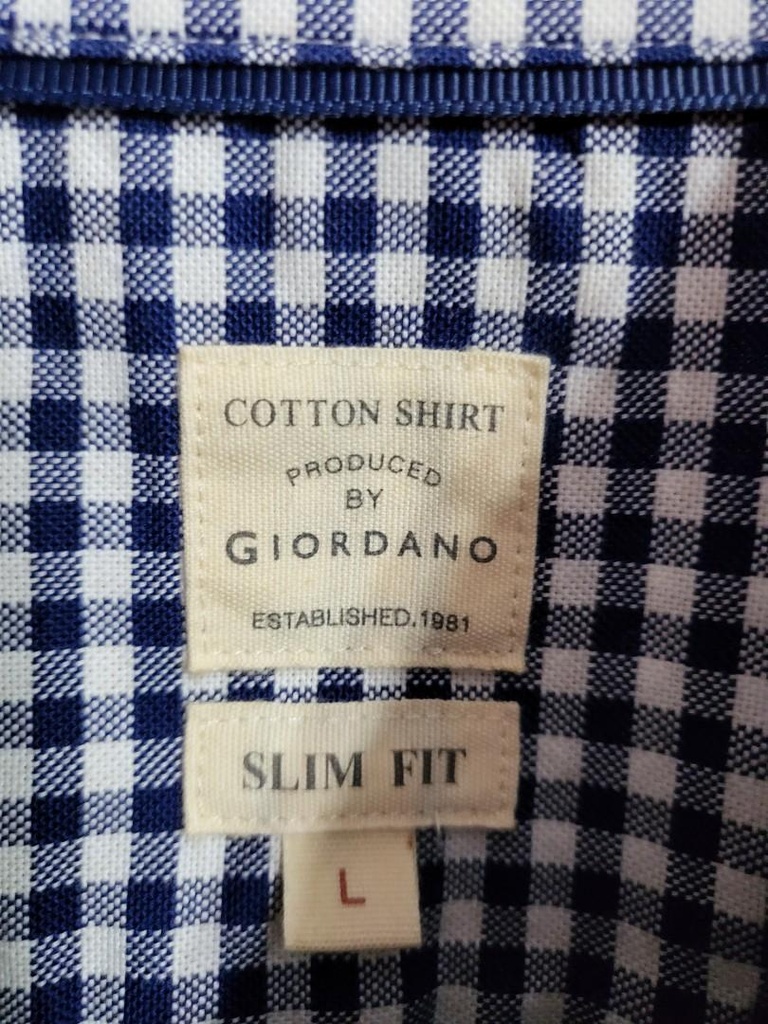 COTTON SHIRT
PRODUCED
BY
GIORDANO
ESTABLISHED.1981
SLIM FIT
L